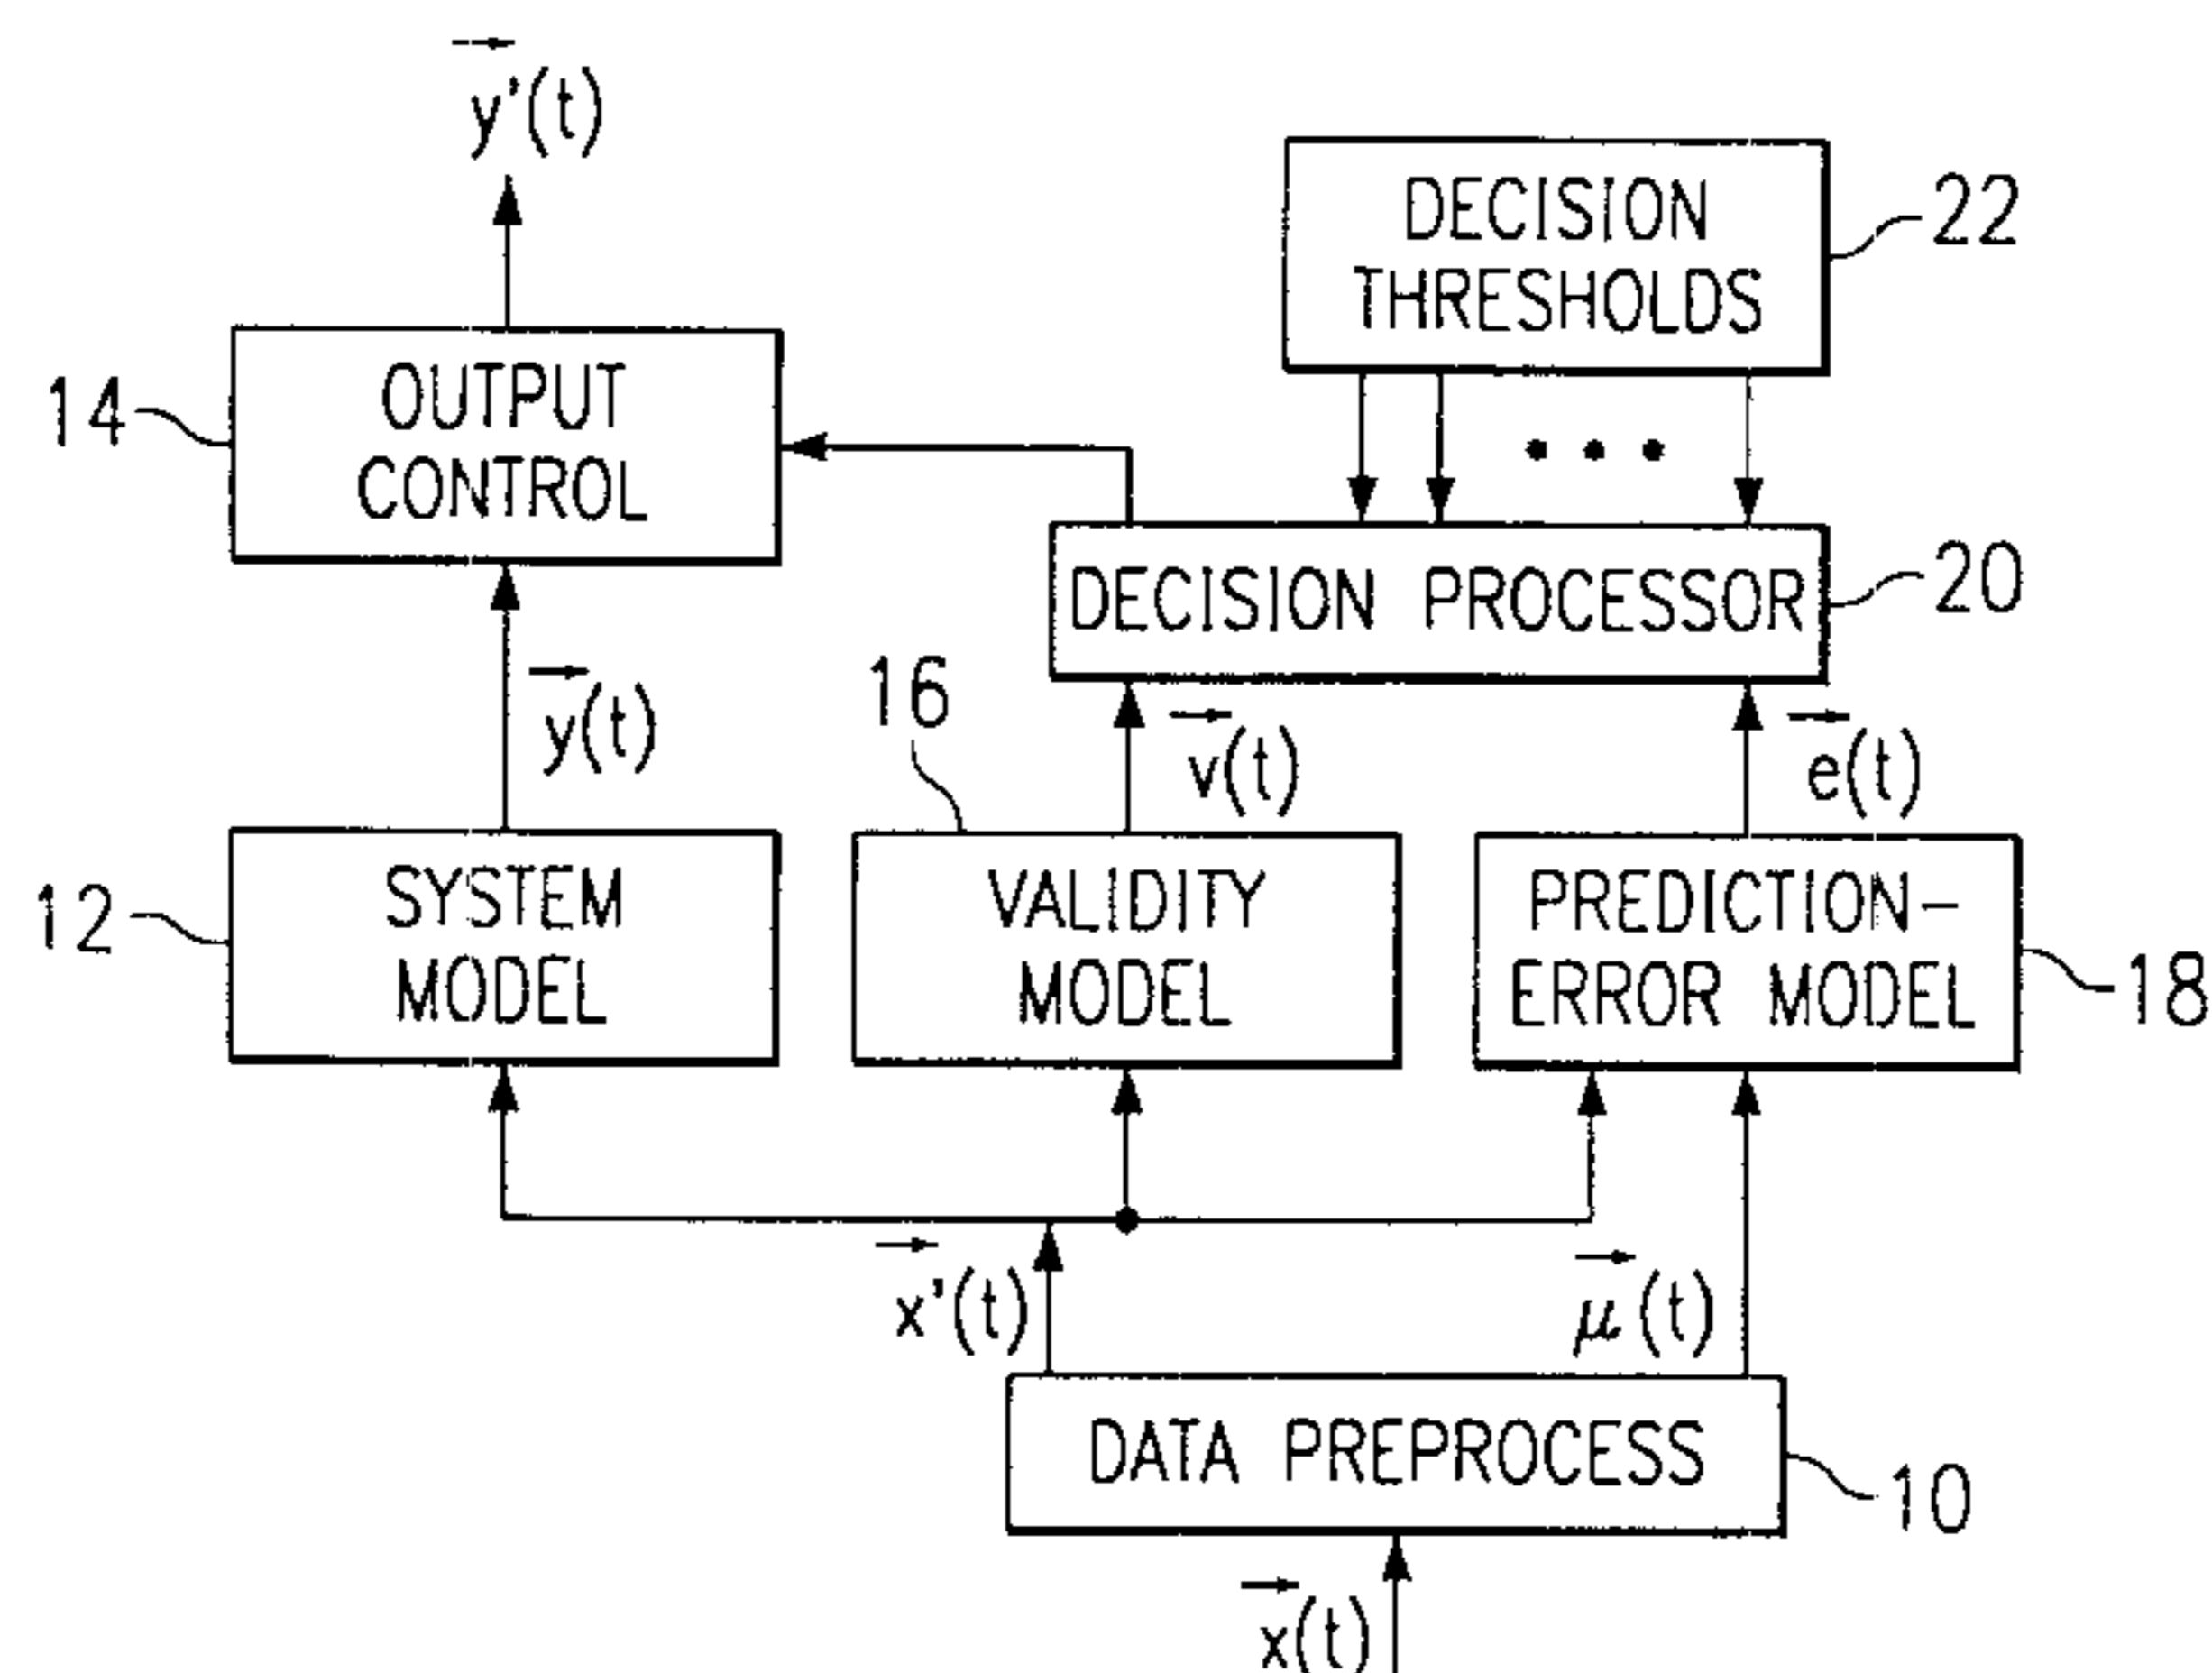 y'(t)
DECISION
THRESHOLDS
22
14
OUTPUT
CONTROL
DECISION PROCESSOR
20
y(t)
16
v(t)
e(t)
12
SYSTEM
MODEL
VALIDITY
MODEL
PREDICTION-
ERROR MODEL
18
x'(t)
μ(t)
DATA PREPROCESS
10
x(t)